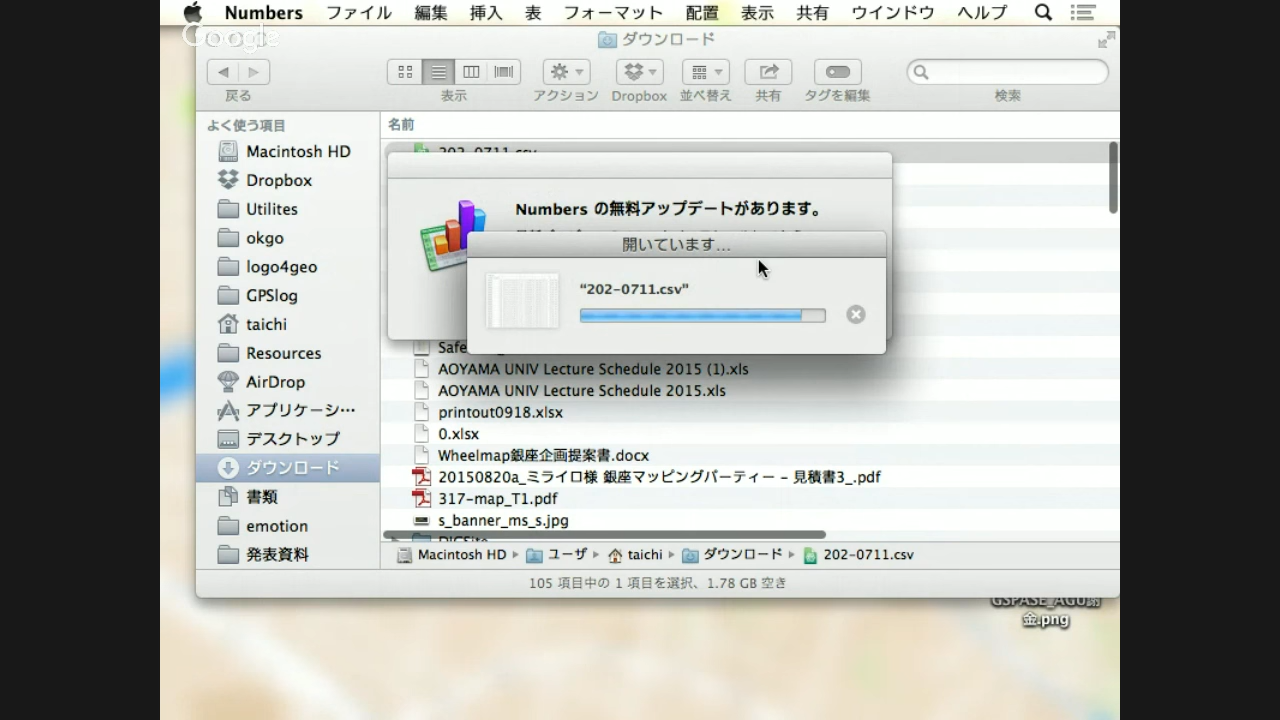 Numbers ファイル 編集 挿入 表 フォーマット 配置 表示 共有 ウインドウ ヘルプ
Google
ダウンロード
戻る 表示 アクション Dropbox 並べ替え 共有 タグを編集 検索
よく使う項目
Macintosh HD
Dropbox
Utilites
okgo
logo4geo
GPSlog
taichi
Resources
AirDrop
アプリケーシ…
デスクトップ
ダウンロード
書類
emotion
発表資料
名前
202-0711.csv
Numbers の無料アップデートがあります。
開いています...
“202-0711.csv”
Safe
AOYAMA UNIV Lecture Schedule 2015 (1).xls
AOYAMA UNIV Lecture Schedule 2015.xls
printout0918.xlsx
0.xlsx
Wheelmap銀座企画提案書.docx
20150820a_ミライロ様 銀座マッピングパーティー – 見積書3_.pdf
317-map_T1.pdf
s_banner_ms_s.jpg
Macintosh HD ▸ ユーザ ▸ taichi ▸ ダウンロード ▸ 202-0711.csv
105 項目中の 1 項目を選択、1.78 GB 空き
金.png